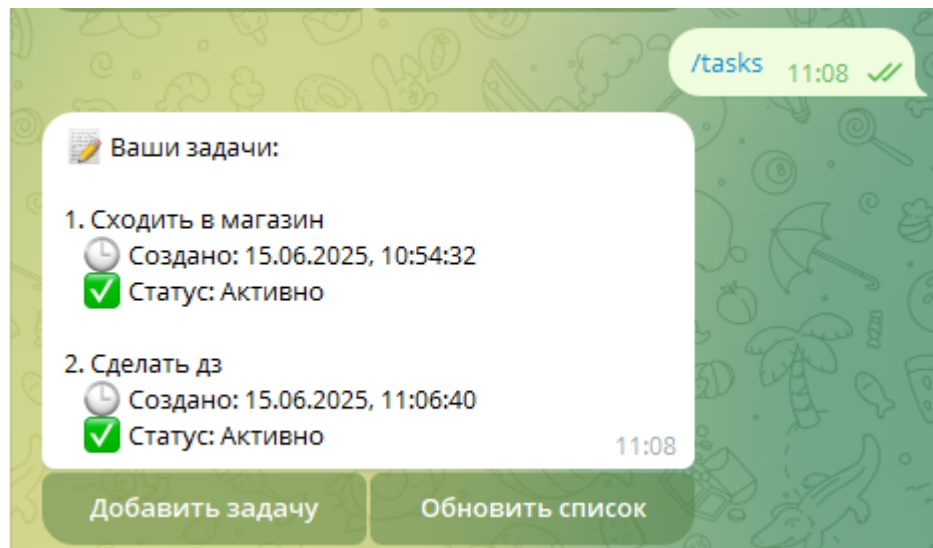 /tasks 11:08
📝 Ваши задачи:
1. Сходить в магазин
🕒 Создано: 15.06.2025, 10:54:32
✅ Статус: Активно
2. Сделать дз
🕒 Создано: 15.06.2025, 11:06:40
✅ Статус: Активно
11:08
Добавить задачу
Обновить список